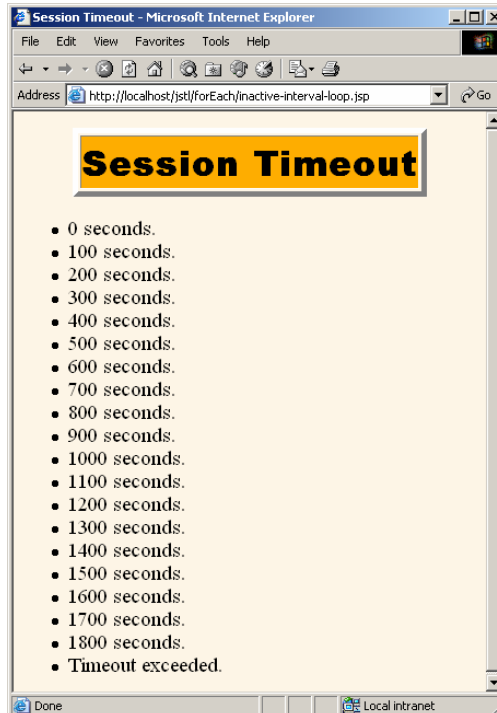 Session Timeout - Microsoft Internet Explorer
File Edit View Favorites Tools Help
Address http://localhost/jstl/forEach/inactive-interval-loop.jsp Go
Session Timeout
• 0 seconds.
• 100 seconds.
• 200 seconds.
• 300 seconds.
• 400 seconds.
• 500 seconds.
• 600 seconds.
• 700 seconds.
• 800 seconds.
• 900 seconds.
• 1000 seconds.
• 1100 seconds.
• 1200 seconds.
• 1300 seconds.
• 1400 seconds.
• 1500 seconds.
• 1600 seconds.
• 1700 seconds.
• 1800 seconds.
• Timeout exceeded.
Done Local intranet